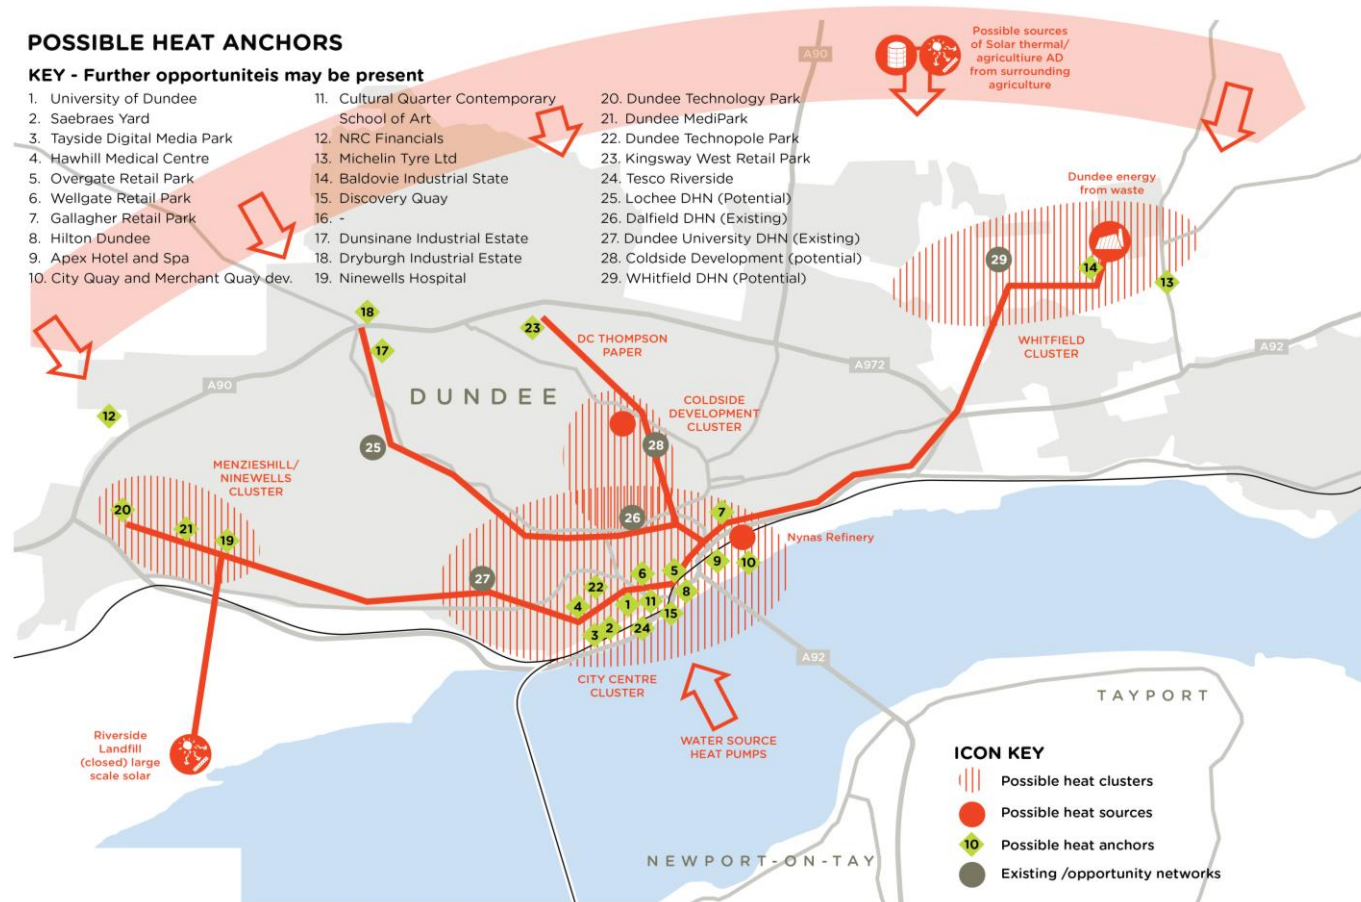 POSSIBLE HEAT ANCHORS
KEY - Further opportuniteis may be present
1. University of Dundee
2. Saebraes Yard
3. Tayside Digital Media Park
4. Hawhill Medical Centre
5. Overgate Retail Park
6. Wellgate Retail Park
7. Gallagher Retail Park
8. Hilton Dundee
9. Apex Hotel and Spa
10. City Quay and Merchant Quay dev.
11. Cultural Quarter Contemporary
School of Art
12. NRC Financials
13. Michelin Tyre Ltd
14. Baldovie Industrial State
15. Discovery Quay
16. -
17. Dunsinane Industrial Estate
18. Dryburgh Industrial Estate
19. Ninewells Hospital
20. Dundee Technology Park
21. Dundee MediPark
22. Dundee Technopole Park
23. Kingsway West Retail Park
24. Tesco Riverside
25. Lochee DHN (Potential)
26. Dalfield DHN (Existing)
27. Dundee University DHN (Existing)
28. Coldside Development (potential)
29. WHitfield DHN (Potential)
A90
Possible sources
of Solar thermal/
agricultiure AD
from surrounding
agriculture
Dundee energy
from waste
29
14
13
18
17
23
DC THOMPSON
PAPER
WHITFIELD
CLUSTER
A92
A972
A90
DUNDEE
12
COLDSIDE
DEVELOPMENT
CLUSTER
25
28
MENZIESHILL/
NINEWELLS
CLUSTER
20
21
19
26
7
Nynas Refinery
9
10
27
22
6
5
8
4
1
11
15
3
2
24
A92
CITY CENTRE
CLUSTER
TAYPORT
WATER SOURCE
HEAT PUMPS
Riverside
Landfill
(closed) large
scale solar
NEWPORT-ON-TAY
ICON KEY
Possible heat clusters
Possible heat sources
10
Possible heat anchors
Existing /opportunity networks